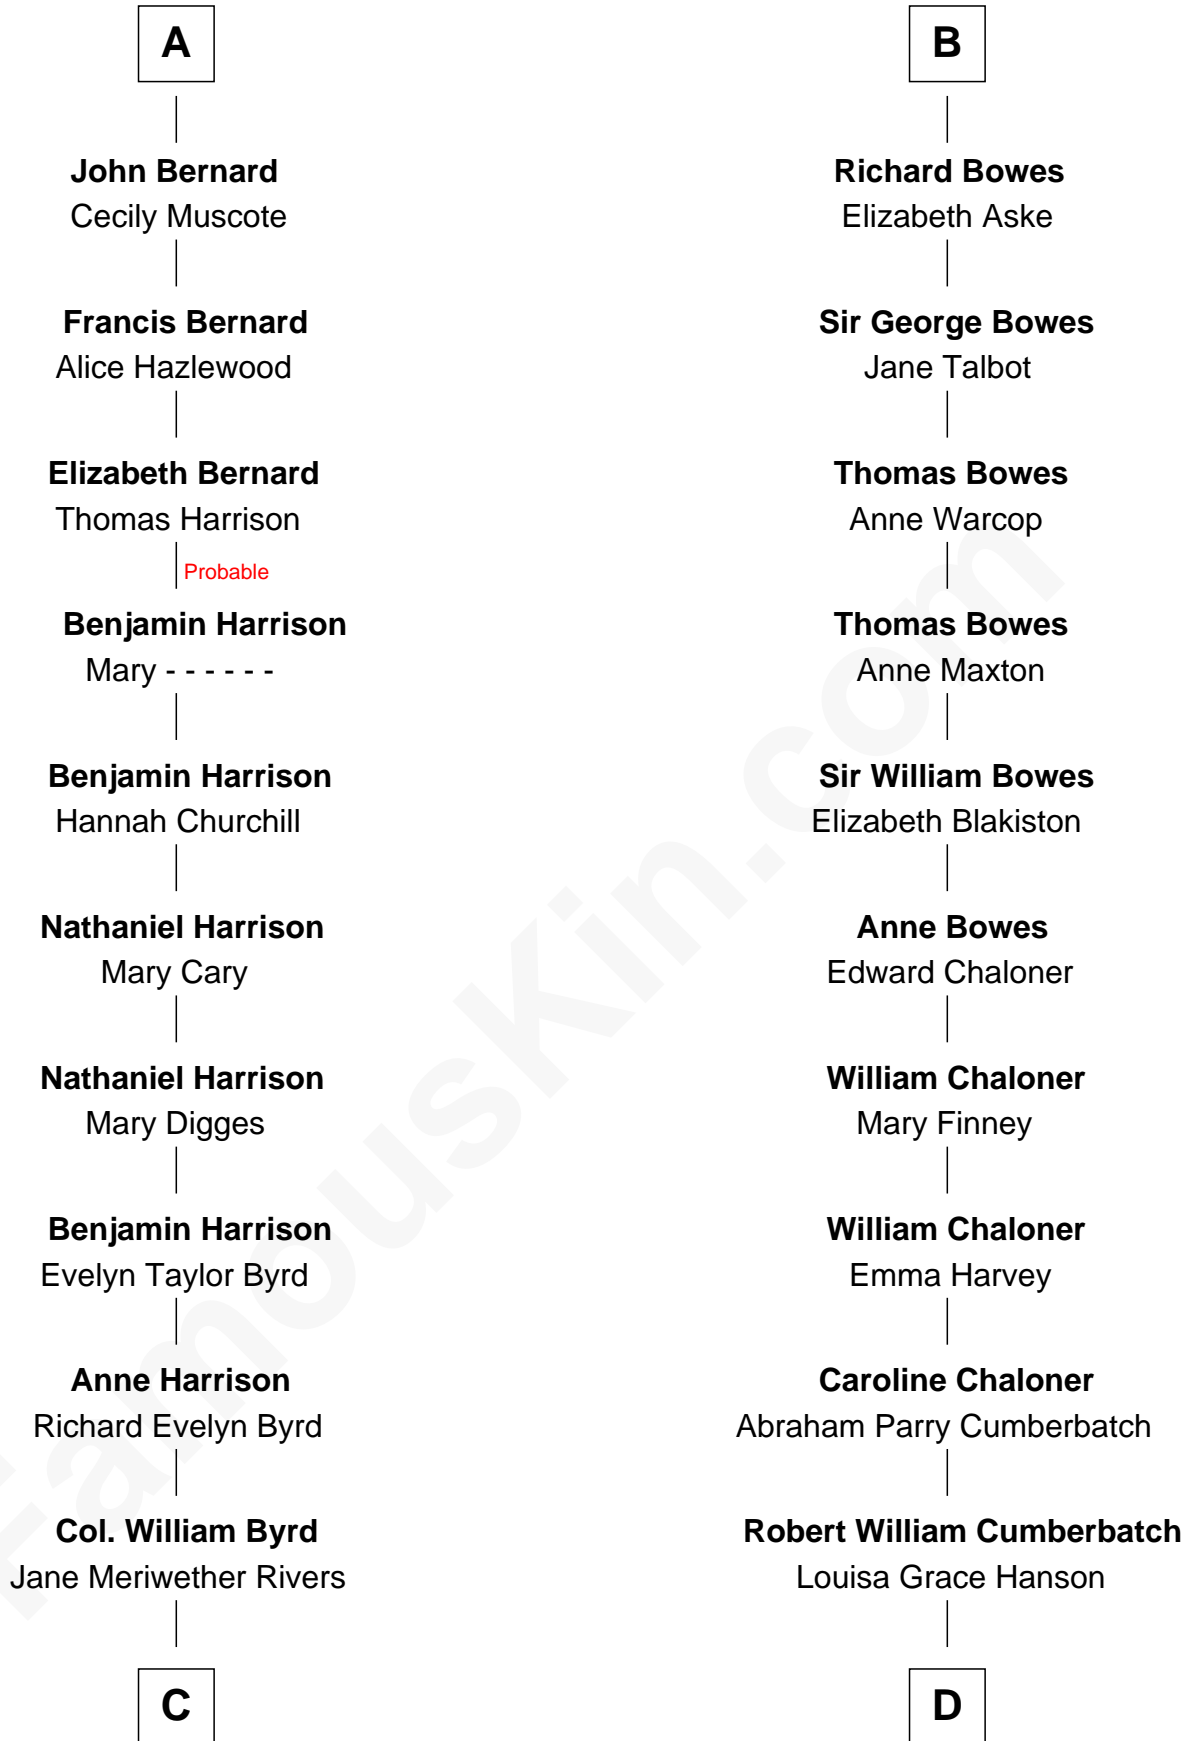 A
John Bernard
Cecily Muscote
Francis Bernard
Alice Hazlewood
Elizabeth Bernard
Thomas Harrison
Probable
Benjamin Harrison
Mary - - - - - -
Benjamin Harrison
Hannah Churchill
Nathaniel Harrison
Mary Cary
Nathaniel Harrison
Mary Digges
Benjamin Harrison
Evelyn Taylor Byrd
Anne Harrison
Richard Evelyn Byrd
Col. William Byrd
Jane Meriwether Rivers
C
B
Richard Bowes
Elizabeth Aske
Sir George Bowes
Jane Talbot
Thomas Bowes
Anne Warcop
Thomas Bowes
Anne Maxton
Sir William Bowes
Elizabeth Blakiston
Anne Bowes
Edward Chaloner
William Chaloner
Mary Finney
William Chaloner
Emma Harvey
Caroline Chaloner
Abraham Parry Cumberbatch
Robert William Cumberbatch
Louisa Grace Hanson
D
FamousKin.com